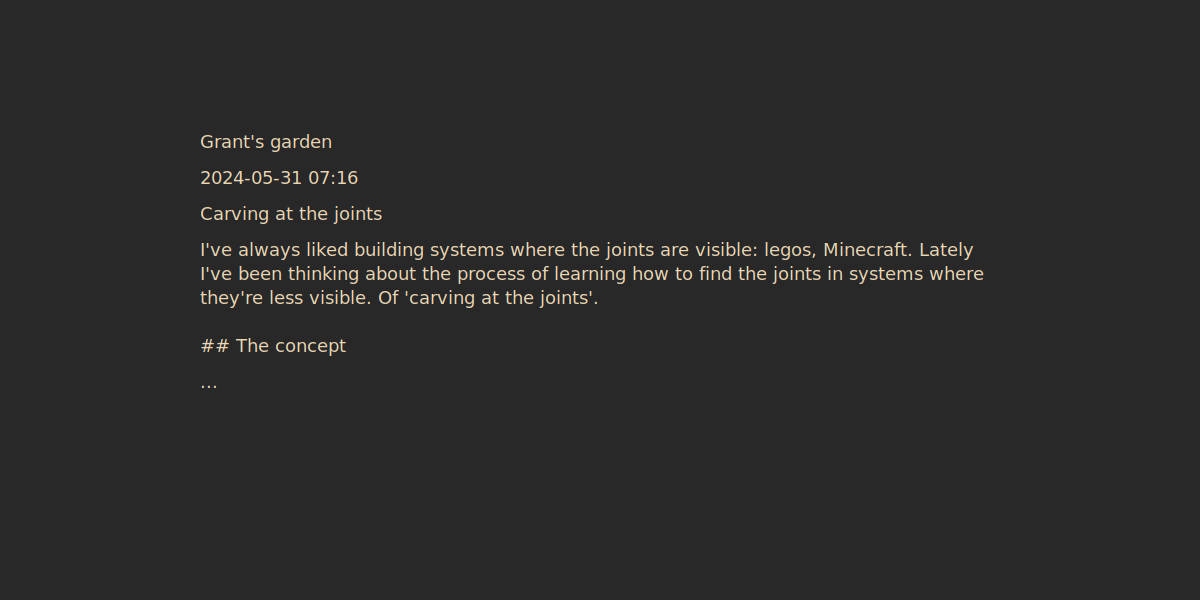 Grant's garden
2024-05-31 07:16
Carving at the joints
I've always liked building systems where the joints are visible: legos, Minecraft. Lately
I've been thinking about the process of learning how to find the joints in systems where
they're less visible. Of 'carving at the joints'.
## The concept
...